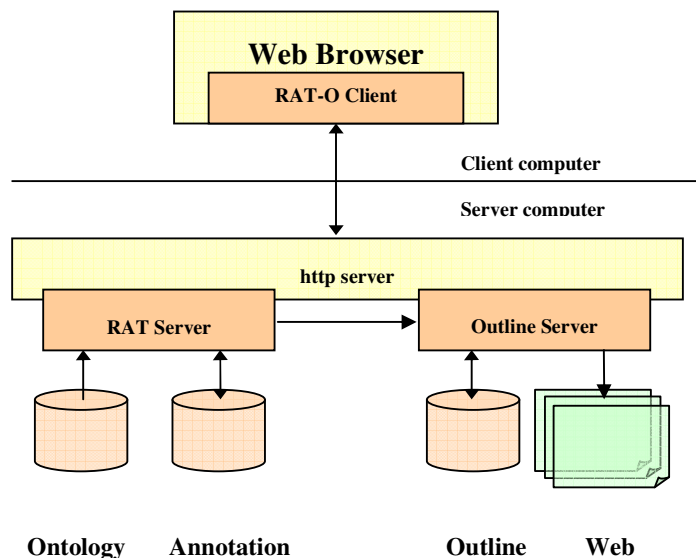 Web Browser
RAT-O Client
Client computer
Server computer
http server
RAT Server
Outline Server
Ontology
Annotation
Outline
Web